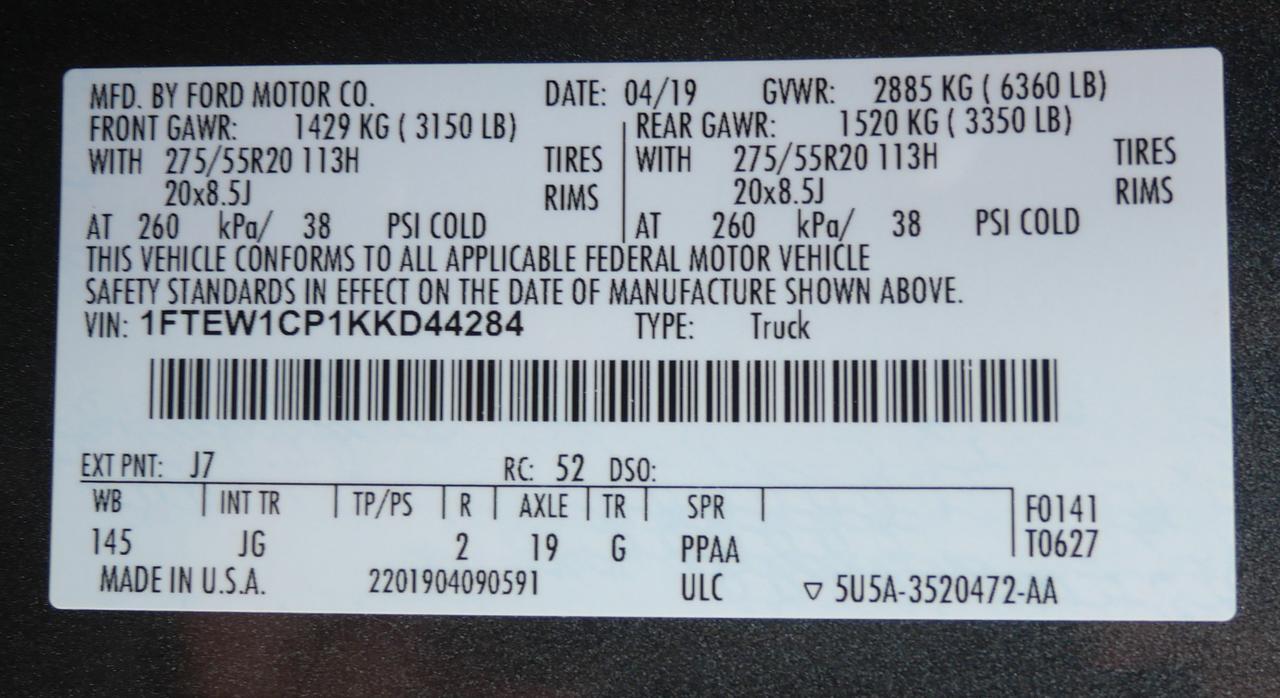 MFD. BY FORD MOTOR CO. DATE: 04/19 GVWR: 2885 KG ( 6360 LB)
FRONT GAWR: 1429 KG ( 3150 LB) REAR GAWR: 1520 KG ( 3350 LB)
WITH 275/55R20 113H TIRES WITH 275/55R20 113H TIRES
20x8.5J RIMS 20x8.5J RIMS
AT 260 kPa/ 38 PSI COLD AT 260 kPa/ 38 PSI COLD
THIS VEHICLE CONFORMS TO ALL APPLICABLE FEDERAL MOTOR VEHICLE
SAFETY STANDARDS IN EFFECT ON THE DATE OF MANUFACTURE SHOWN ABOVE.
VIN: 1FTEW1CP1KKD44284 TYPE: Truck
EXT PNT: J7 RC: 52 DSO:
WB INT TR TP/PS R AXLE TR SPR F0141
145 JG 2 19 G PPAA T0627
MADE IN U.S.A. 2201904090591 ULC ▽ 5U5A-3520472-AA